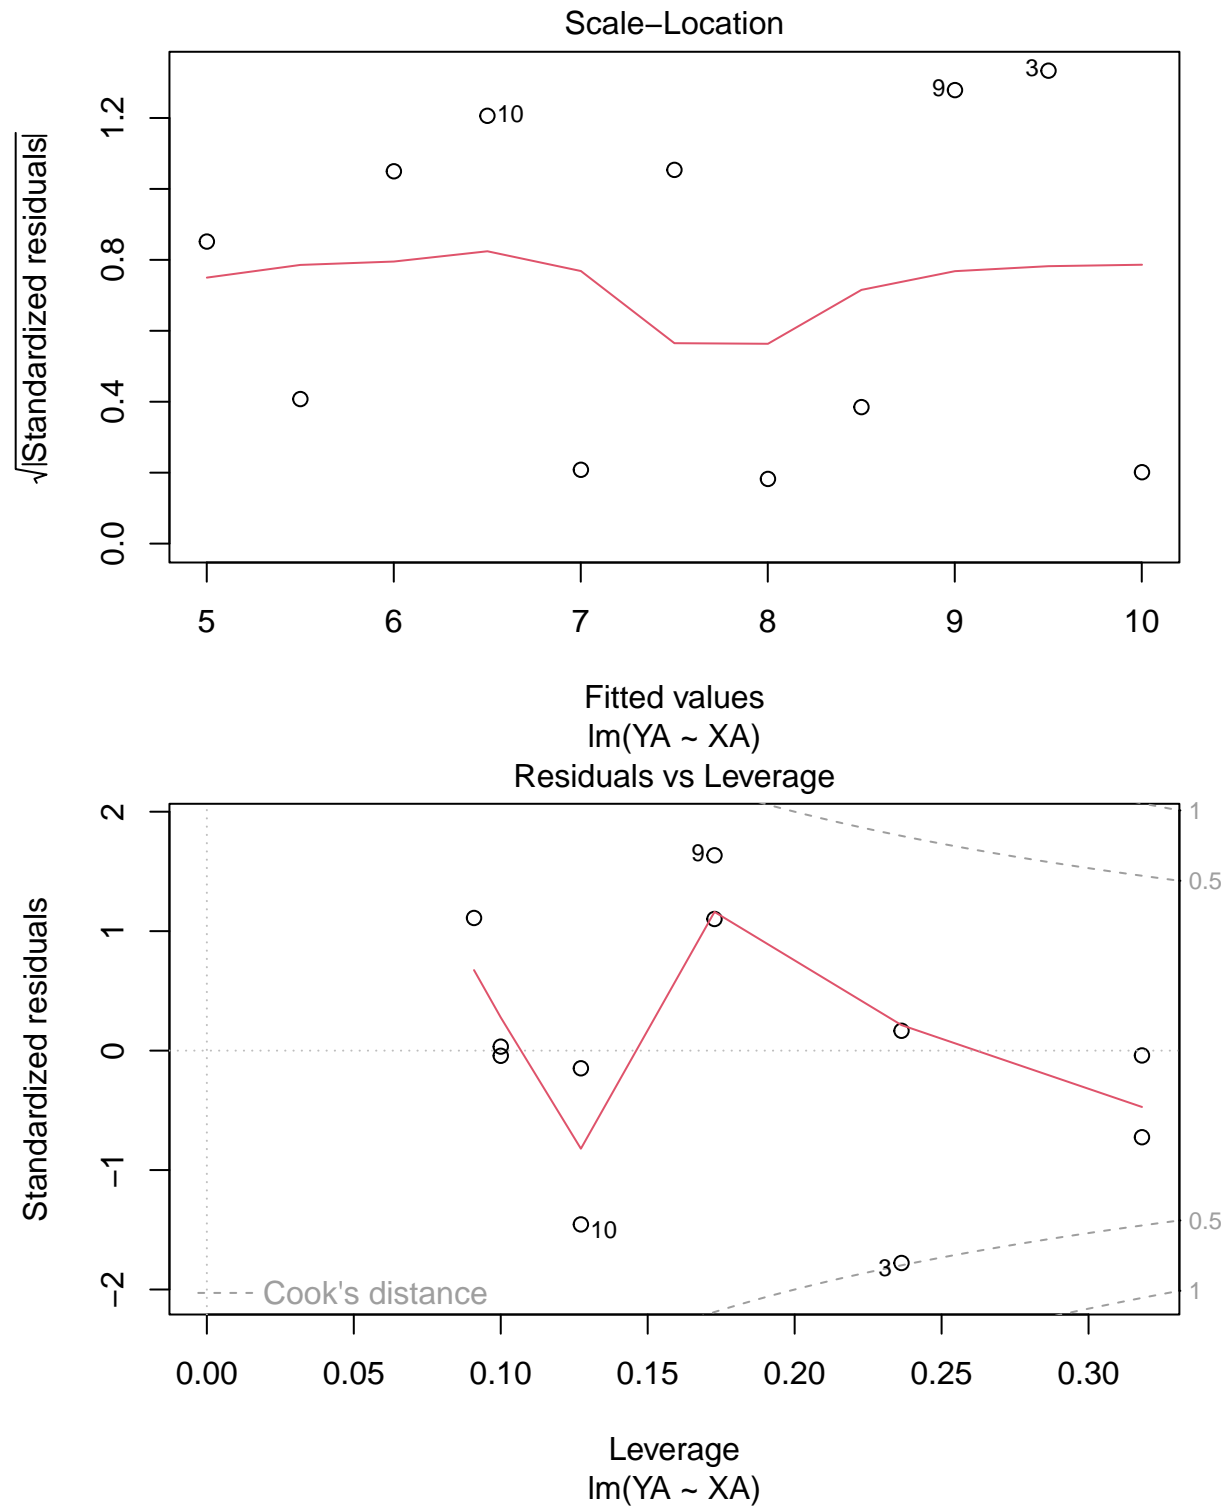 Scale−Location
√|Standardized residuals|
1.2
0.8
0.4
0.0
10
9
3
5 6 7 8 9 10
Fitted values
lm(YA ~ XA)
Residuals vs Leverage
Standardized residuals
2
1
0
−1
−2
9
10
3
1
0.5
0.5
1
Cook's distance
0.00 0.05 0.10 0.15 0.20 0.25 0.30
Leverage
lm(YA ~ XA)